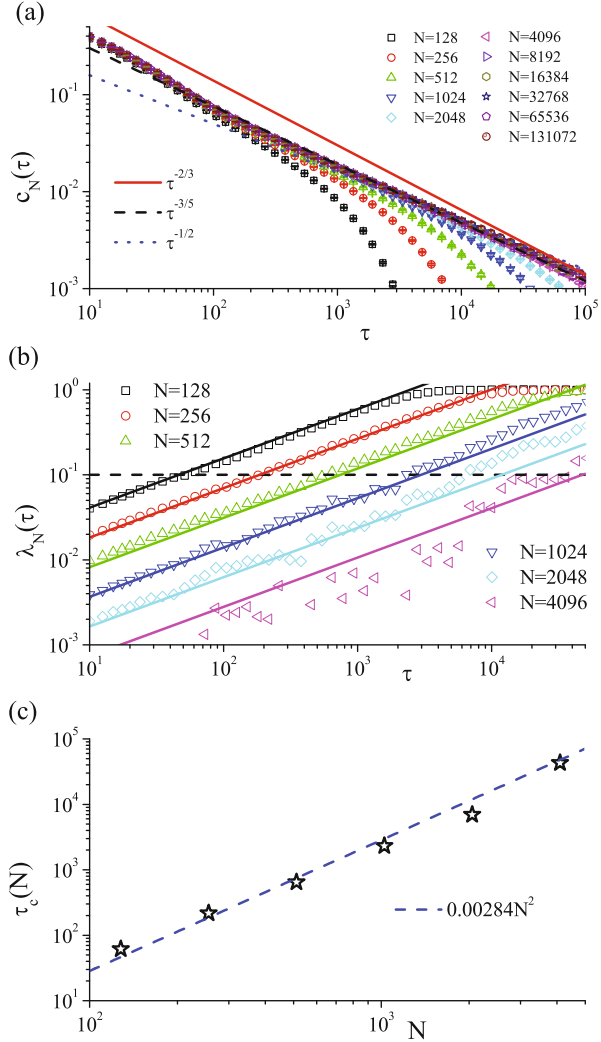 (a)
N=128 N=4096
N=256 N=8192
N=512 N=16384
N=1024 N=32768
N=2048 N=65536
N=131072
τ^-2/3
τ^-3/5
τ^-1/2
c_N(τ)
10^-1
10^-2
10^-3
10^1 10^2 10^3 10^4 10^5
τ
(b)
N=128
N=256
N=512
N=1024
N=2048
N=4096
λ_N(τ)
10^0
10^-1
10^-2
10^-3
10^1 10^2 10^3 10^4
τ
(c)
τ_c(N)
10^5
10^4
10^3
10^2
10^1
0.00284N^2
10^2 10^3
N